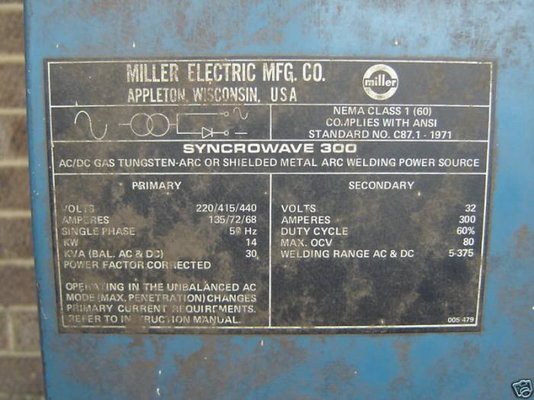 MILLER ELECTRIC MFG. CO.
APPLETON, WISCONSIN, U.S.A
miller
NEMA CLASS 1 (60)
COMPLIES WITH ANSI
STANDARD NO. C87.1 - 1971
SYNCROWAVE 300
AC/DC GAS TUNGSTEN-ARC OR SHIELDED METAL ARC WELDING POWER SOURCE
PRIMARY
VOLTS 220/415/440
AMPERES 135/72/68
SINGLE PHASE 50 Hz
KW 14
KVA (BAL. AC & DC) 30
POWER FACTOR CORRECTED
OPERATING IN THE UNBALANCED AC
MODE (MAX. PENETRATION) CHANGES
PRIMARY CURRENT REQUIREMENTS.
REFER TO INSTRUCTION MANUAL.
SECONDARY
VOLTS 32
AMPERES 300
DUTY CYCLE 60%
MAX. OCV 80
WELDING RANGE AC & DC 5-375
005 479